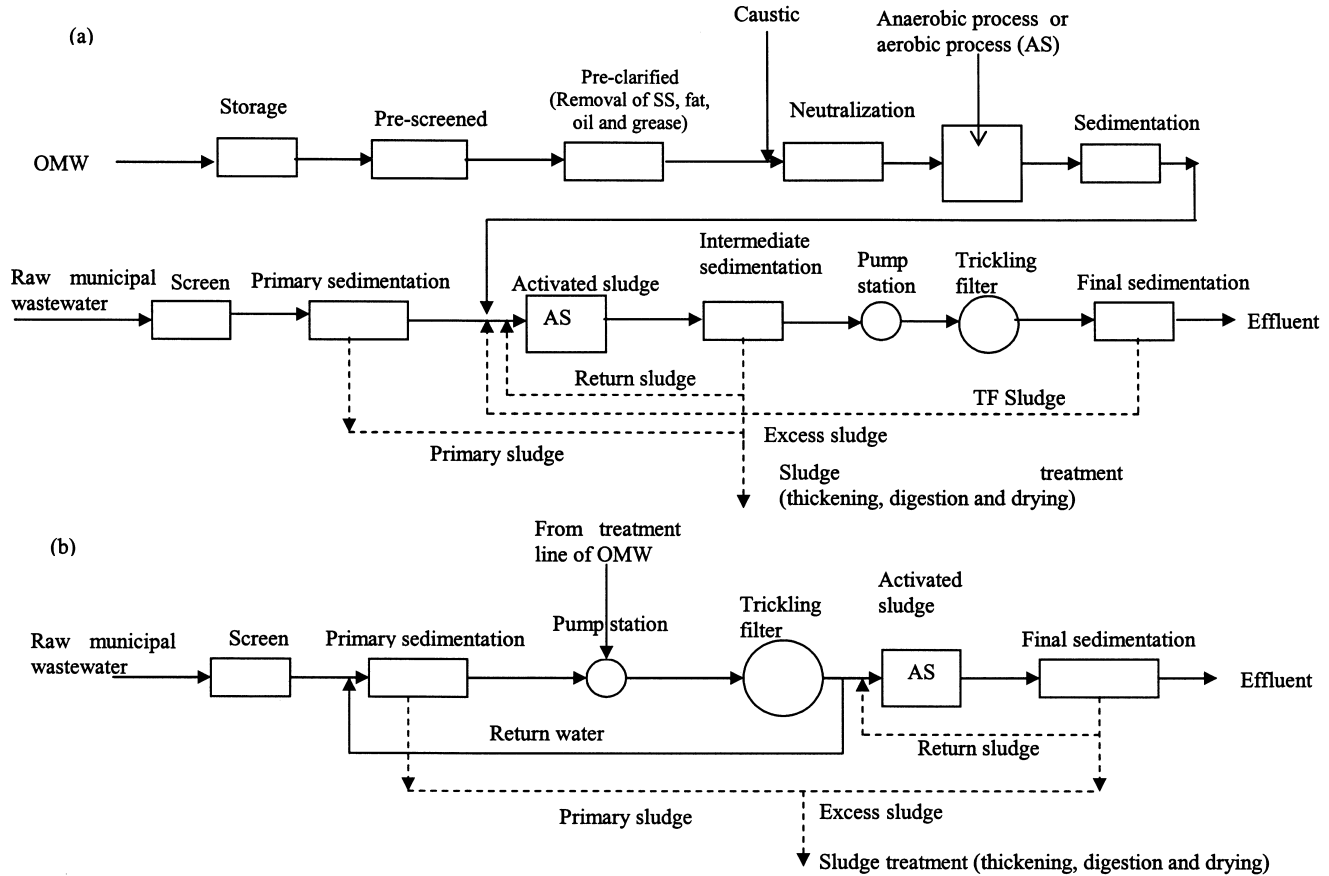 (a)
Caustic
Anaerobic process or
aerobic process (AS)
Pre-clarified
(Removal of SS, fat,
oil and grease)
Storage
Pre-screened
Neutralization
Sedimentation
OMW
Intermediate
sedimentation
Pump
station
Trickling
filter
Raw municipal
wastewater
Screen
Primary sedimentation
Activated sludge
Final sedimentation
AS
Effluent
Return sludge
TF Sludge
Primary sludge
Excess sludge
Sludge treatment
(thickening, digestion and drying)
(b)
From treatment
line of OMW
Activated
sludge
Trickling
filter
Raw municipal
wastewater
Screen
Primary sedimentation
Pump station
Final sedimentation
AS
Effluent
Return water
Return sludge
Primary sludge
Excess sludge
Sludge treatment (thickening, digestion and drying)